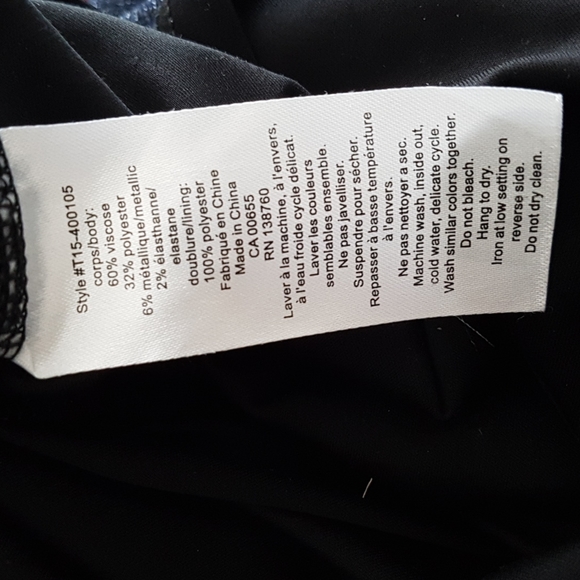 Style #T15-400105
corps/body:
60% viscose
32% polyester
6% métallique/metallic
2% élasthanne/
elastane
doublure/lining:
100% polyester
Fabriqué en Chine
Made in China
CA 00655
RN 138760
Laver à la machine, à l'envers,
à l'eau froide cycle délicat.
Laver les couleurs
semblables ensemble.
Ne pas javelliser.
Suspendre pour sécher.
Repasser à basse température
à l'envers.
Ne pas nettoyer a sec.
Machine wash, inside out,
cold water, delicate cycle.
Wash similar colors together.
Do not bleach.
Hang to dry.
Iron at low setting on
reverse side.
Do not dry clean.